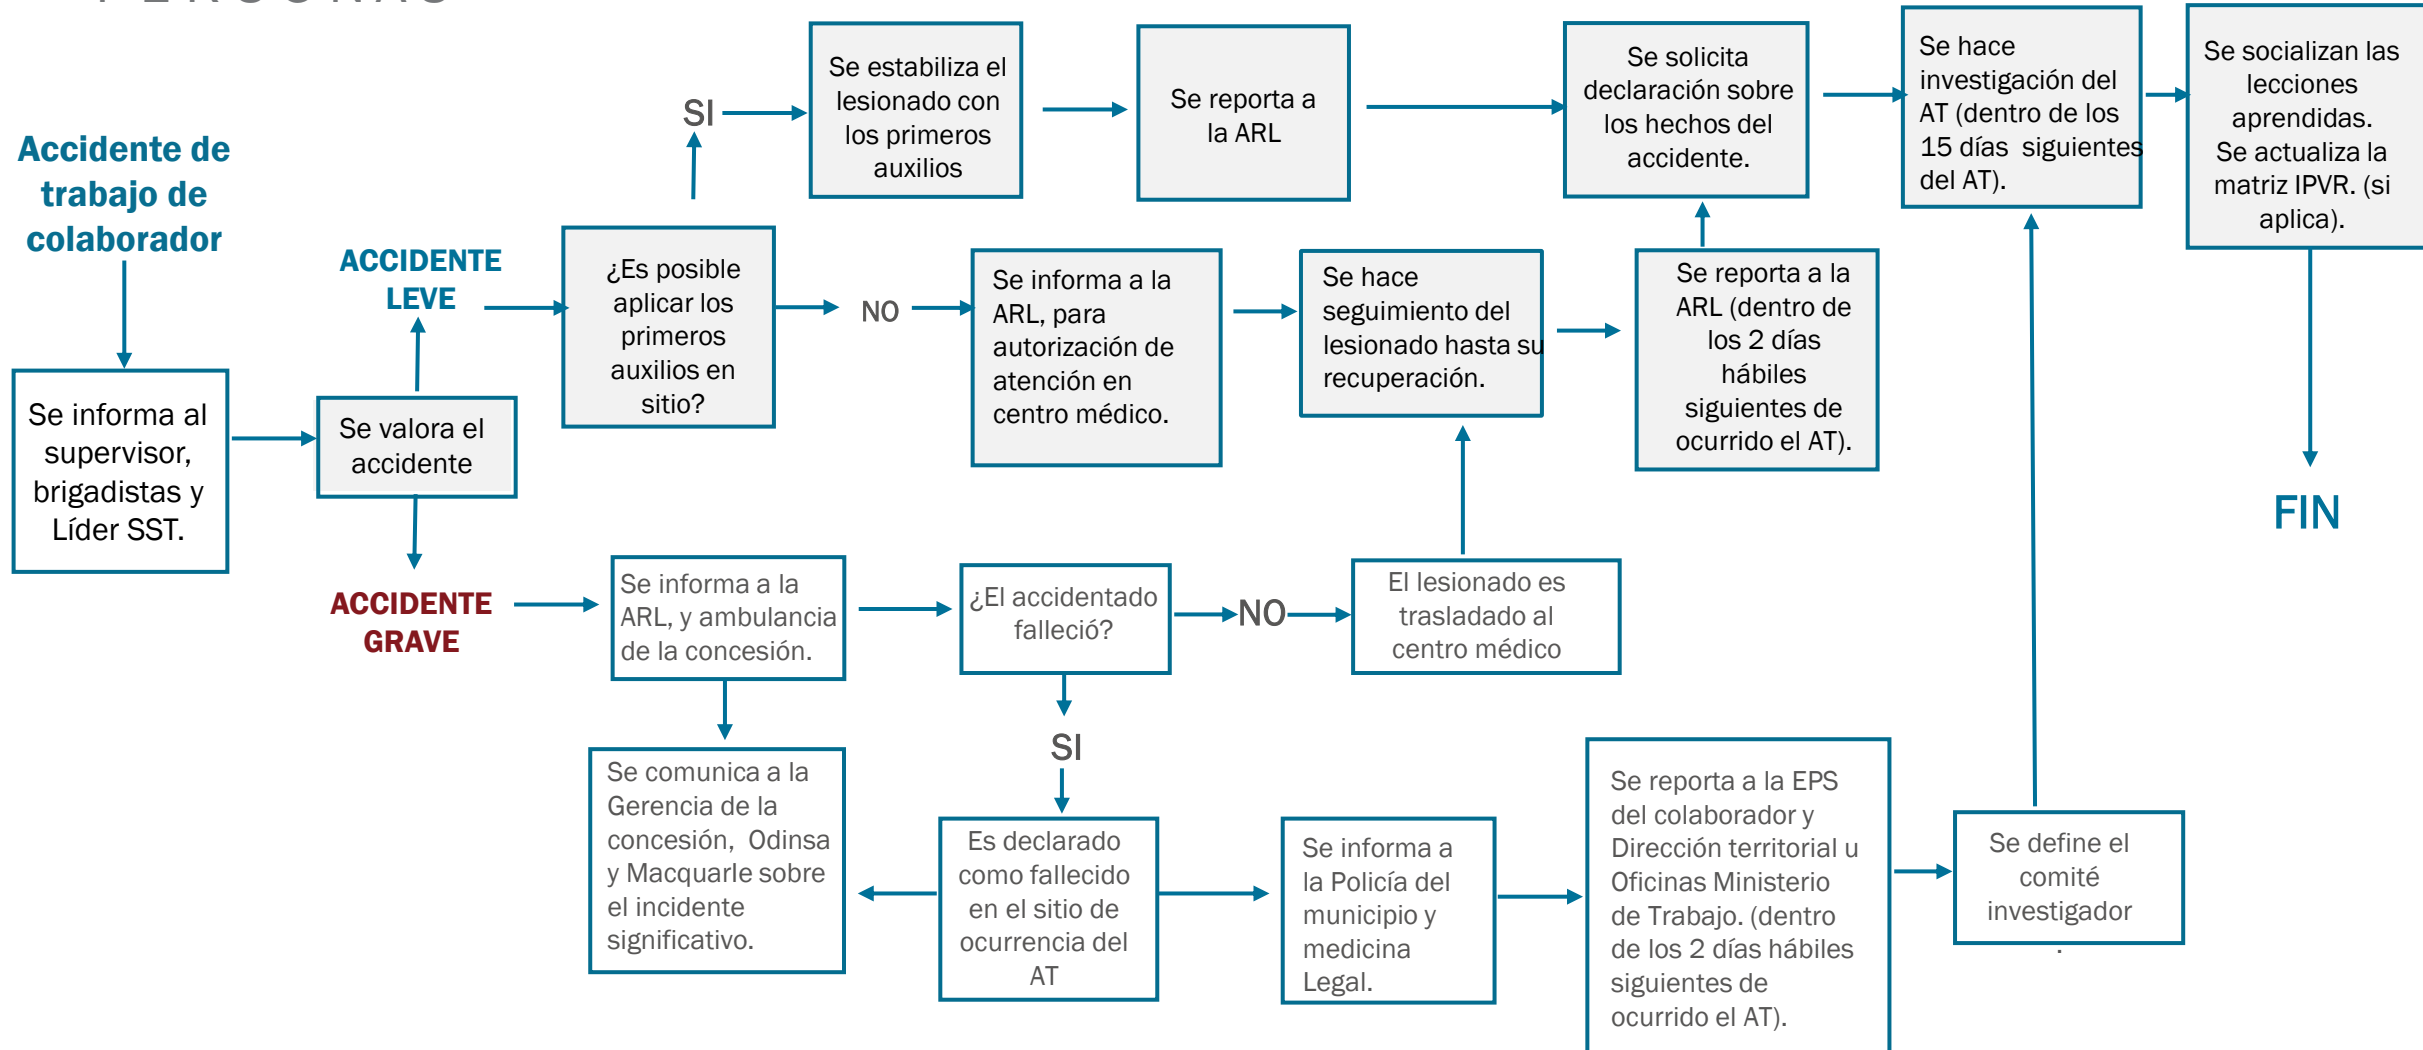 PERSONAS
Accidente de
trabajo de
colaborador
Se informa al
supervisor,
brigadistas y
Líder SST.
Se valora el
accidente
ACCIDENTE
LEVE
¿Es posible
aplicar los
primeros
auxilios en
sitio?
SI
Se estabiliza el
lesionado con
los primeros
auxilios
Se reporta a
la ARL
Se solicita
declaración sobre
los hechos del
accidente.
Se hace
investigación del
AT (dentro de los
15 días siguientes
del AT).
Se socializan las
lecciones
aprendidas.
Se actualiza la
matriz IPVR. (si
aplica).
FIN
NO
Se informa a la
ARL, para
autorización de
atención en
centro médico.
Se hace
seguimiento del
lesionado hasta su
recuperación.
Se reporta a la
ARL (dentro de
los 2 días
hábiles
siguientes de
ocurrido el AT).
ACCIDENTE
GRAVE
Se informa a la
ARL, y ambulancia
de la concesión.
¿El accidentado
falleció?
NO
El lesionado es
trasladado al
centro médico
SI
Se comunica a la
Gerencia de la
concesión, Odinsa
y Macquarle sobre
el incidente
significativo.
Es declarado
como fallecido
en el sitio de
ocurrencia del
AT
Se informa a
la Policía del
municipio y
medicina
Legal.
Se reporta a la EPS
del colaborador y
Dirección territorial u
Oficinas Ministerio
de Trabajo. (dentro
de los 2 días hábiles
siguientes de
ocurrido el AT).
Se define el
comité
investigador
.